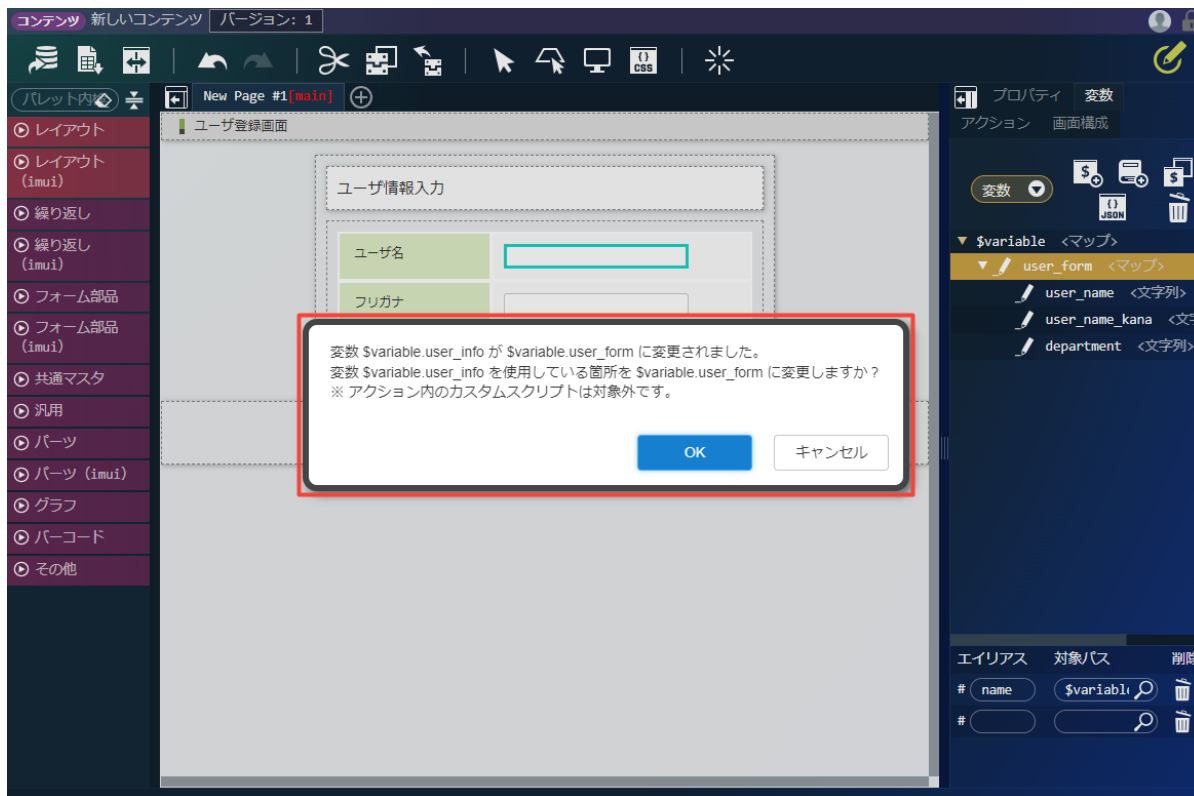 コンテンツ 新しいコンテンツ バージョン: 1
{} CSS
パレット内検
New Page #1[main]
プロパティ 変数
アクション 画面構成
レイアウト
レイアウト
(imui)
繰り返し
繰り返し
(imui)
フォーム部品
フォーム部品
(imui)
共通マスタ
汎用
パーツ
パーツ (imui)
グラフ
バーコード
その他
ユーザ登録画面
ユーザ情報入力
ユーザ名
フリガナ
変数 $variable.user_info が $variable.user_form に変更されました。
変数 $variable.user_info を使用している箇所を $variable.user_form に変更しますか？
※ アクション内のカスタムスクリプトは対象外です。
OK キャンセル
変数
$ $
{} JSON
$variable <マップ>
user_form <マップ>
user_name <文字列>
user_name_kana <文字
department <文字列>
エイリアス 対象パス 削除
# name $variabl
#